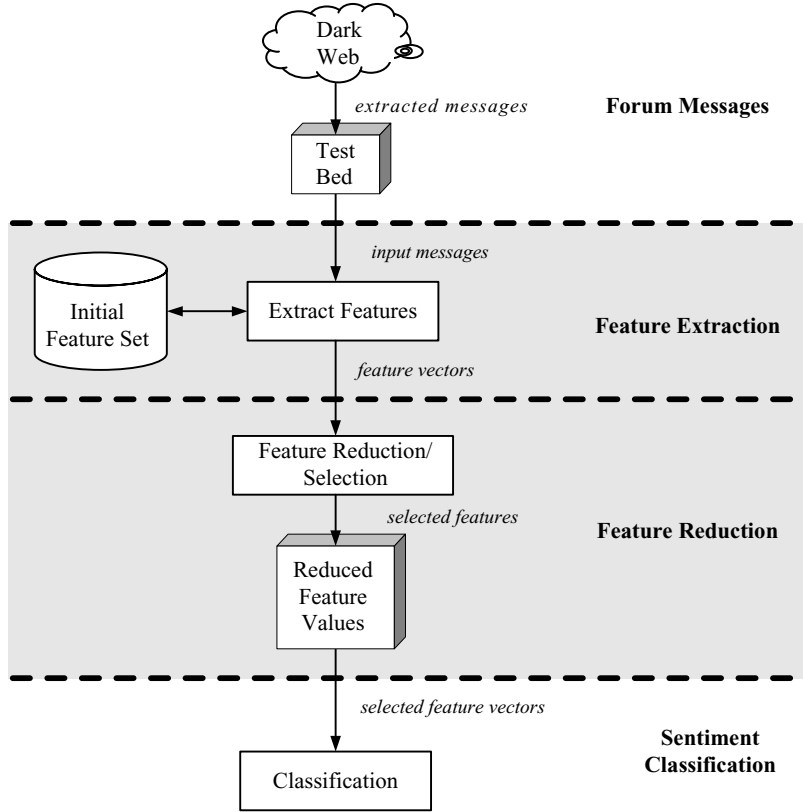 Dark
Web
extracted messages
Forum Messages
Test
Bed
input messages
Initial
Feature Set
Extract Features
Feature Extraction
feature vectors
Feature Reduction/
Selection
selected features
Feature Reduction
Reduced
Feature
Values
selected feature vectors
Sentiment
Classification
Classification